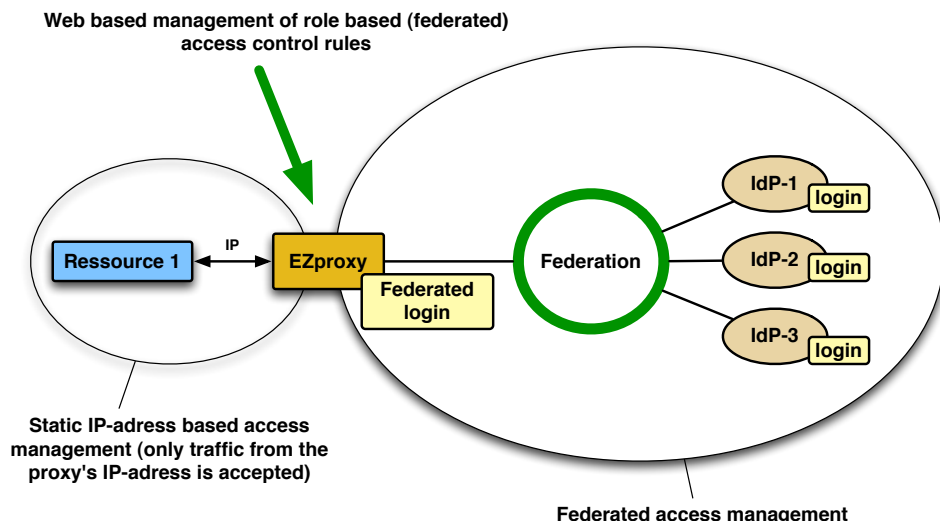 Web based management of role based (federated)
access control rules
IdP-1
login
Ressource 1
IP
EZproxy
Federation
IdP-2
login
Federated
login
IdP-3
login
Static IP-adress based access
management (only traffic from the
proxy's IP-adress is accepted)
Federated access management